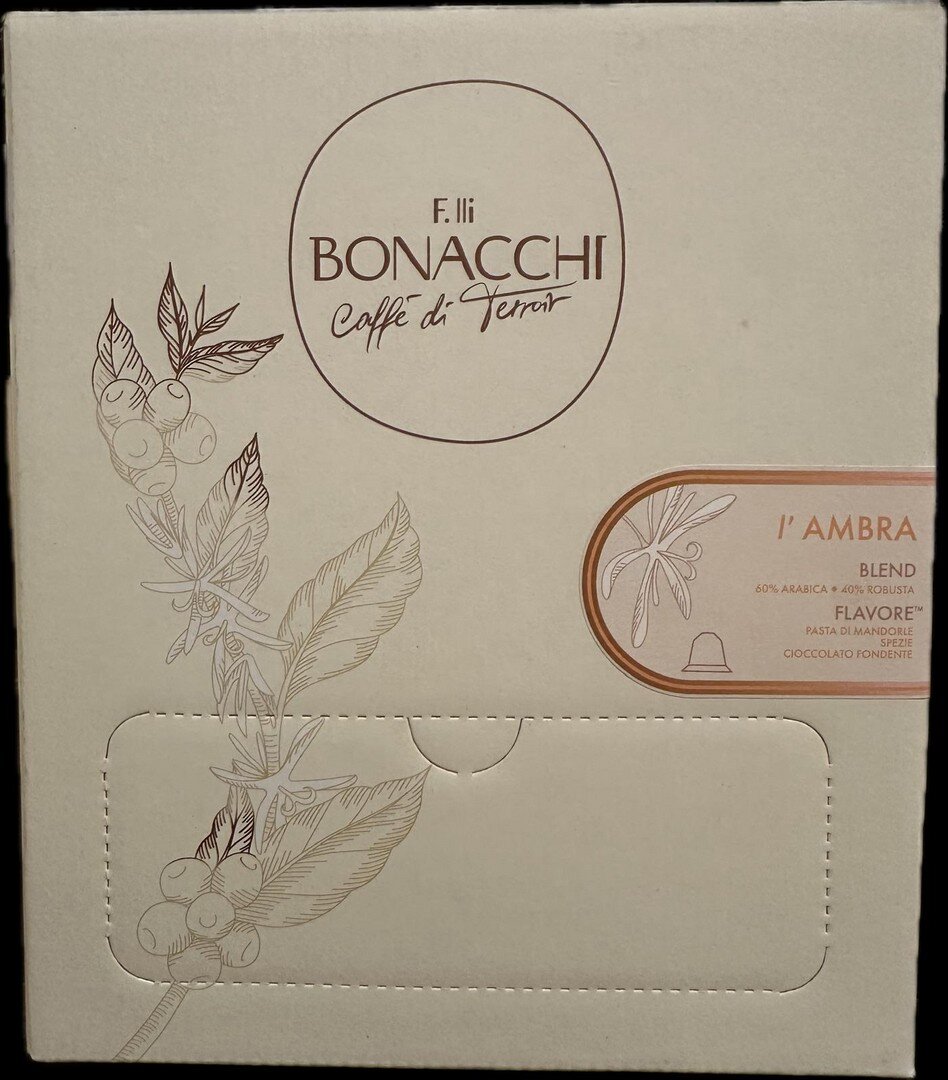 F.lli
BONACCHI
Caffè di Terroir
l' AMBRA
BLEND
60% ARABICA • 40% ROBUSTA
FLAVORE™
PASTA DI MANDORLE
SPEZIE
CIOCCOLATO FONDENTE